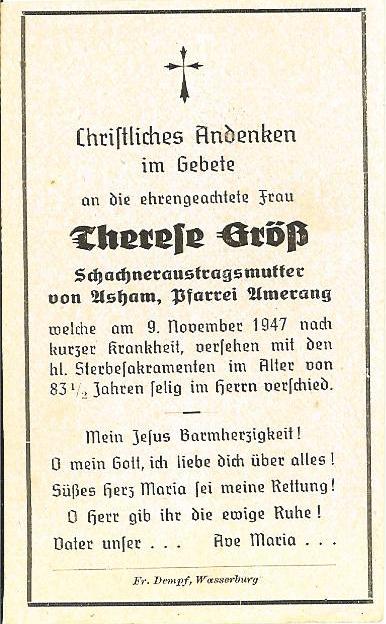 Christliches Andenken
im Gebete
an die ehrengeachtete Frau
Therese Größ
Schachneraustragsmutter
von Asham, Pfarrei Amerang
welche am 9. November 1947 nach
kurzer Krankheit, versehen mit den
hl. Sterbesakramenten im Alter von
83 1/2 Jahren selig im Herrn verschied.
Mein Jesus Barmherzigkeit!
O mein Gott, ich liebe dich über alles!
Süßes Herz Maria sei meine Rettung!
O Herr gib ihr die ewige Ruhe!
Vater unser . . . Ave Maria . . .
Fr. Dempf, Wasserburg